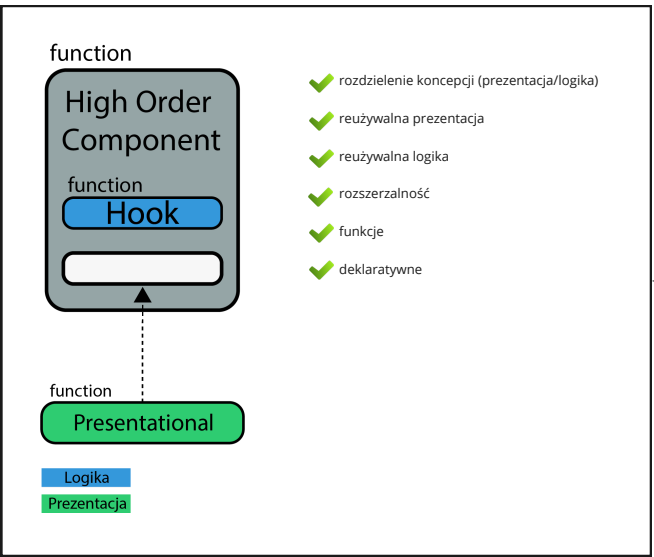 function
High Order
Component
function
Hook
function
Presentational
Logika
Prezentacja
rozdzielenie koncepcji (prezentacja/logika)
reużywalna prezentacja
reużywalna logika
rozszerzalność
funkcje
deklaratywne